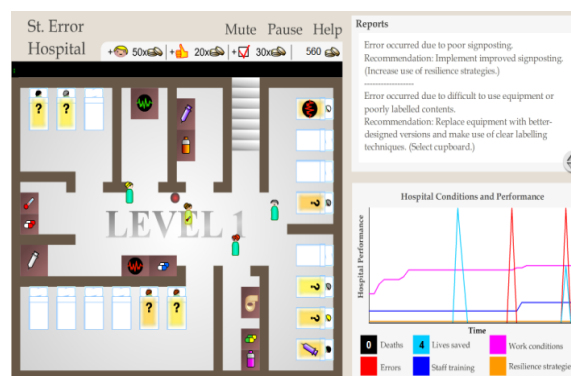 St. Error
Hospital
Mute Pause Help
+ 50x + 20x + 30x 560
LEVEL 1
? ?
? ?
?
?
?
Reports
Error occurred due to poor signposting.
Recommendation: Implement improved signposting.
(Increase use of resilience strategies.)
--------------------
Error occurred due to difficult to use equipment or
poorly labelled contents.
Recommendation: Replace equipment with better-
designed versions and make use of clear labelling
techniques. (Select cupboard.)
Hospital Conditions and Performance
Hospital Performance
Time
0 Deaths 4 Lives saved Work conditions
Errors Staff training Resilience strategie